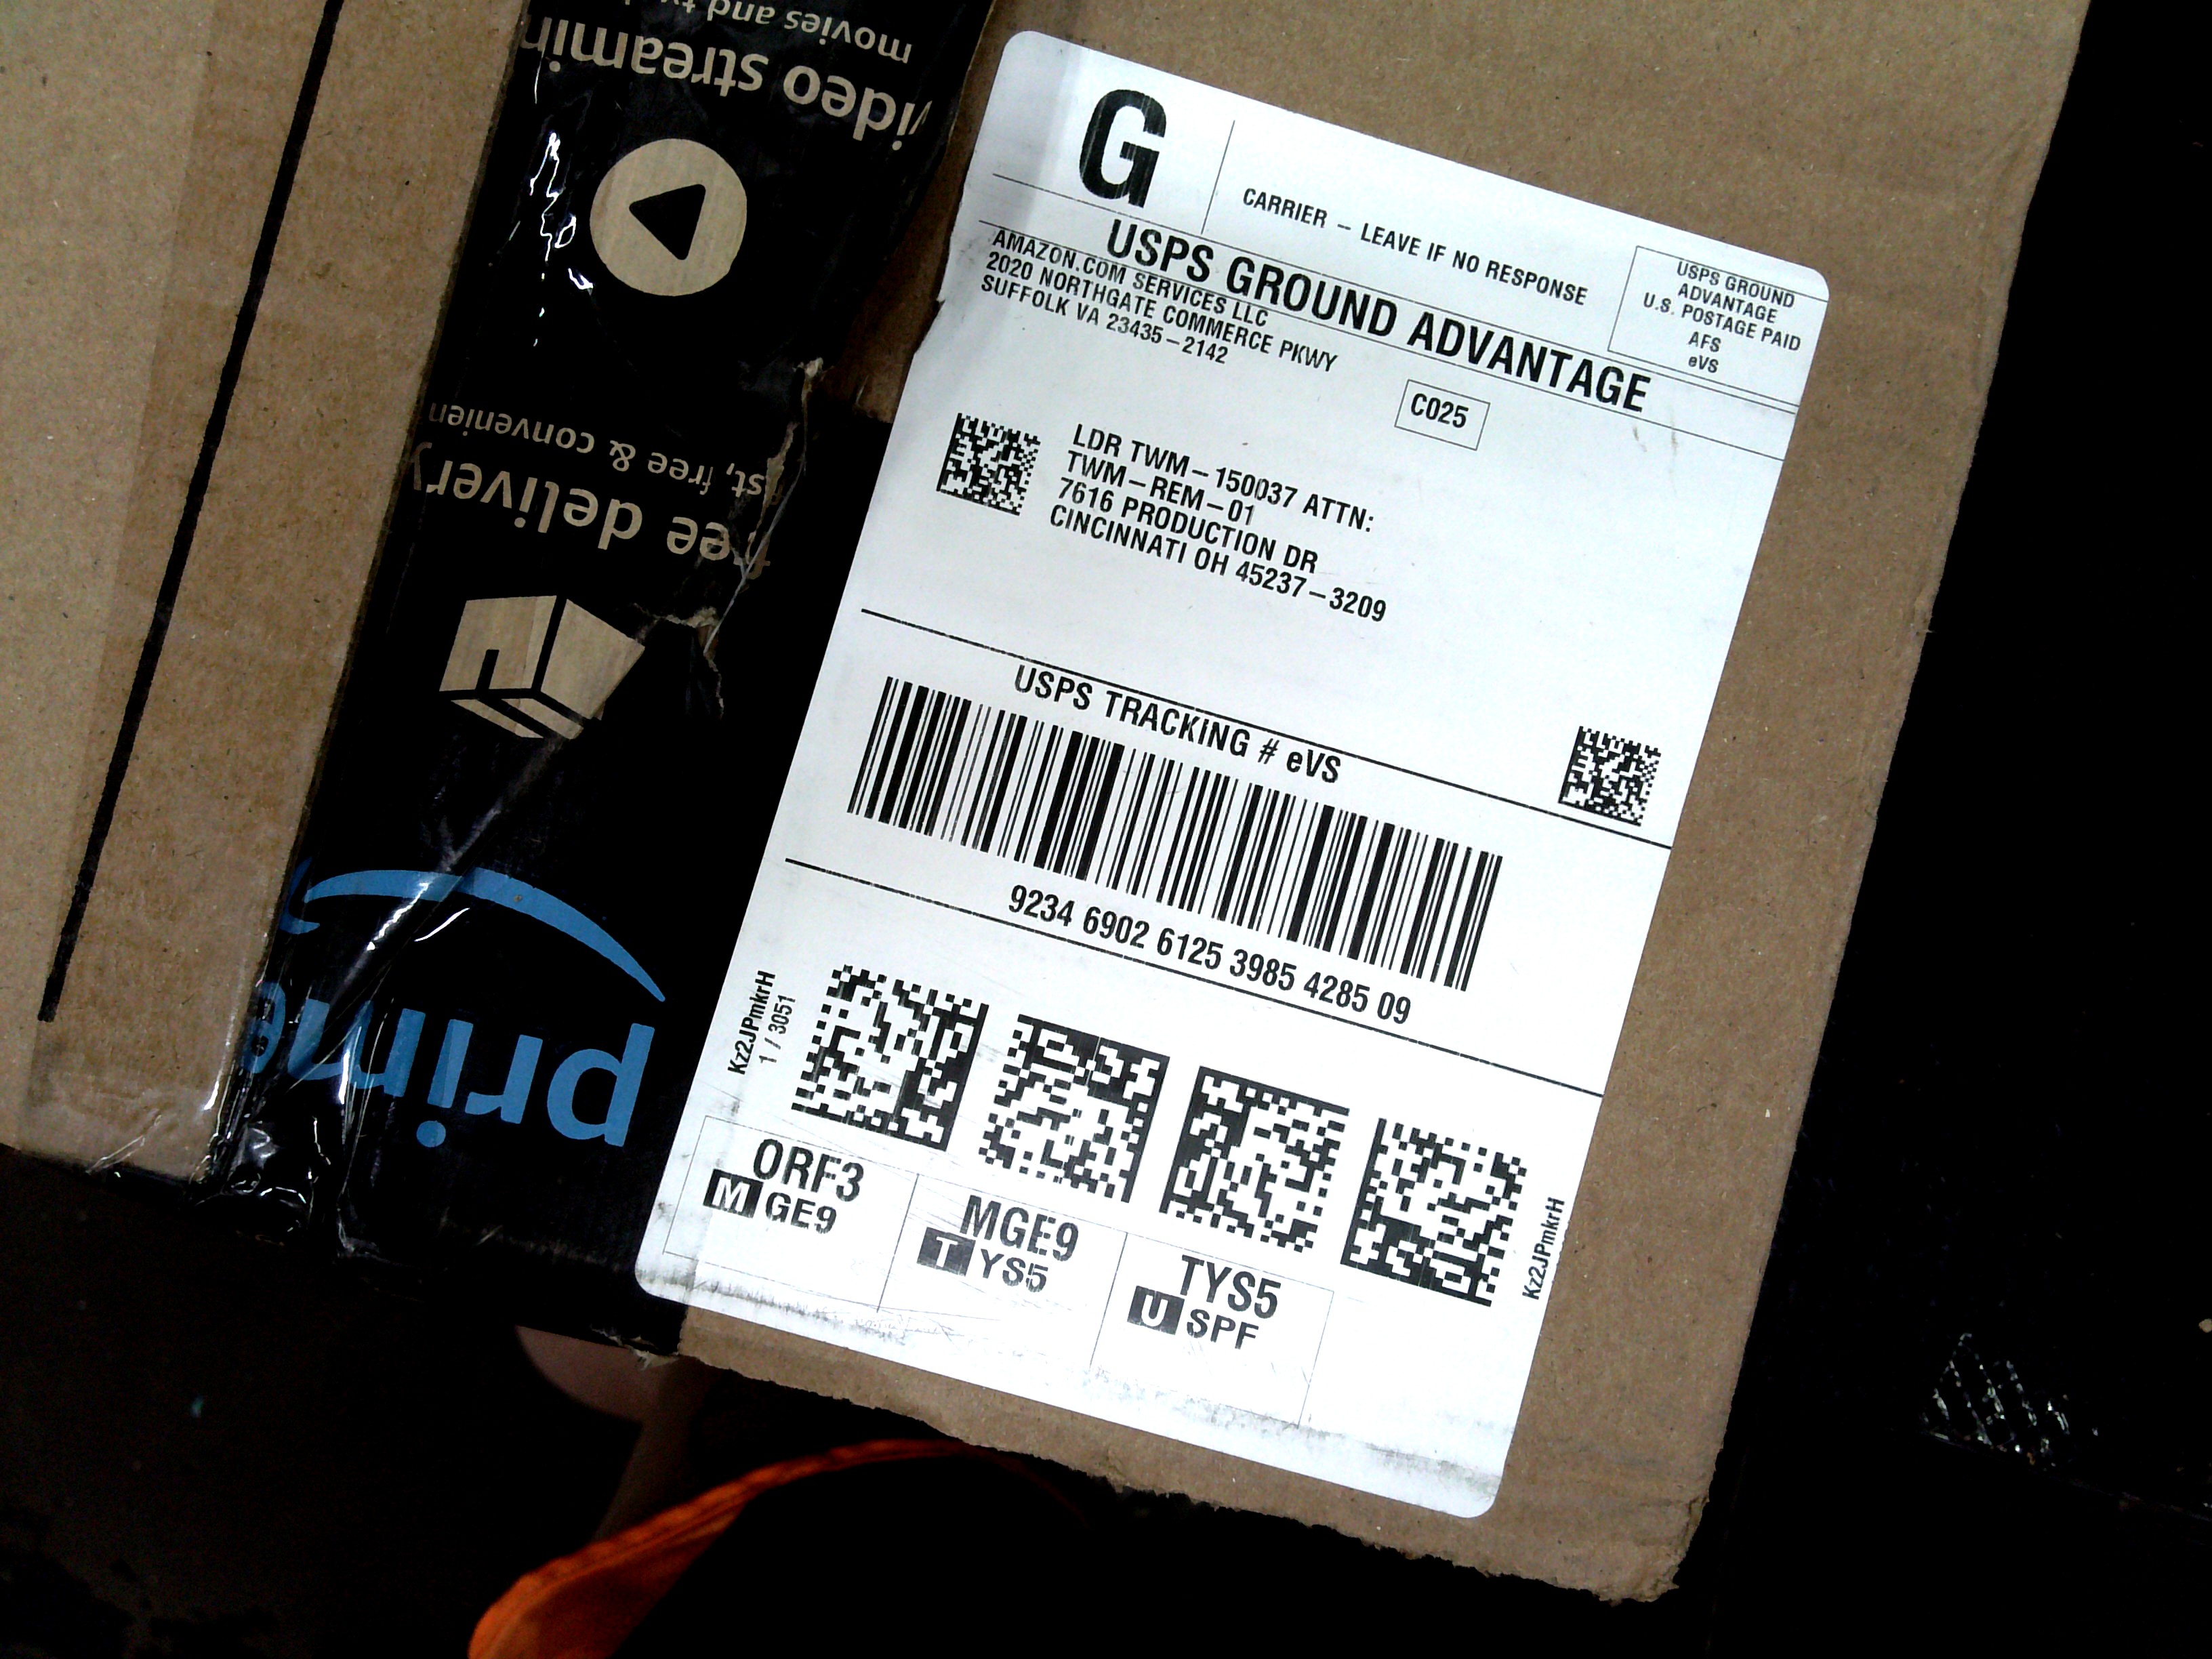 movies and tv
video streamin
st, free & convenien
free delivery
prime
G
CARRIER – LEAVE IF NO RESPONSE
USPS GROUND
ADVANTAGE
U.S. POSTAGE PAID
AFS
eVS
USPS GROUND ADVANTAGE
AMAZON.COM SERVICES LLC
2020 NORTHGATE COMMERCE PKWY
SUFFOLK VA 23435–2142
C025
LDR TWM–150037 ATTN:
TWM–REM–01
7616 PRODUCTION DR
CINCINNATI OH 45237–3209
USPS TRACKING # eVS
9234 6902 6125 3985 4285 09
Kz2JPmkrH
1 / 3051
Kz2JPmkrH
ORF3
M GE9
MGE9
T YS5
TYS5
U SPF